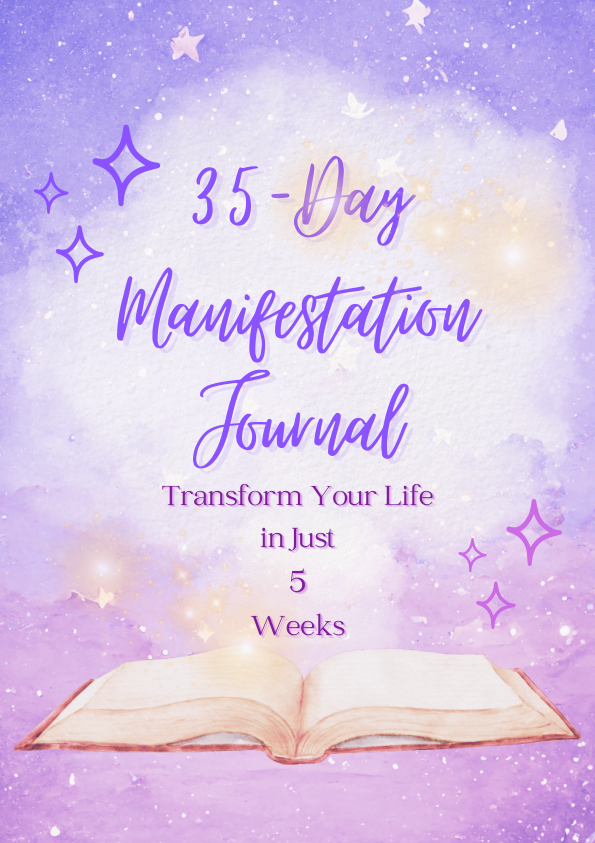 35-Day
Manifestation
Journal
Transform Your Life
in Just
5
Weeks